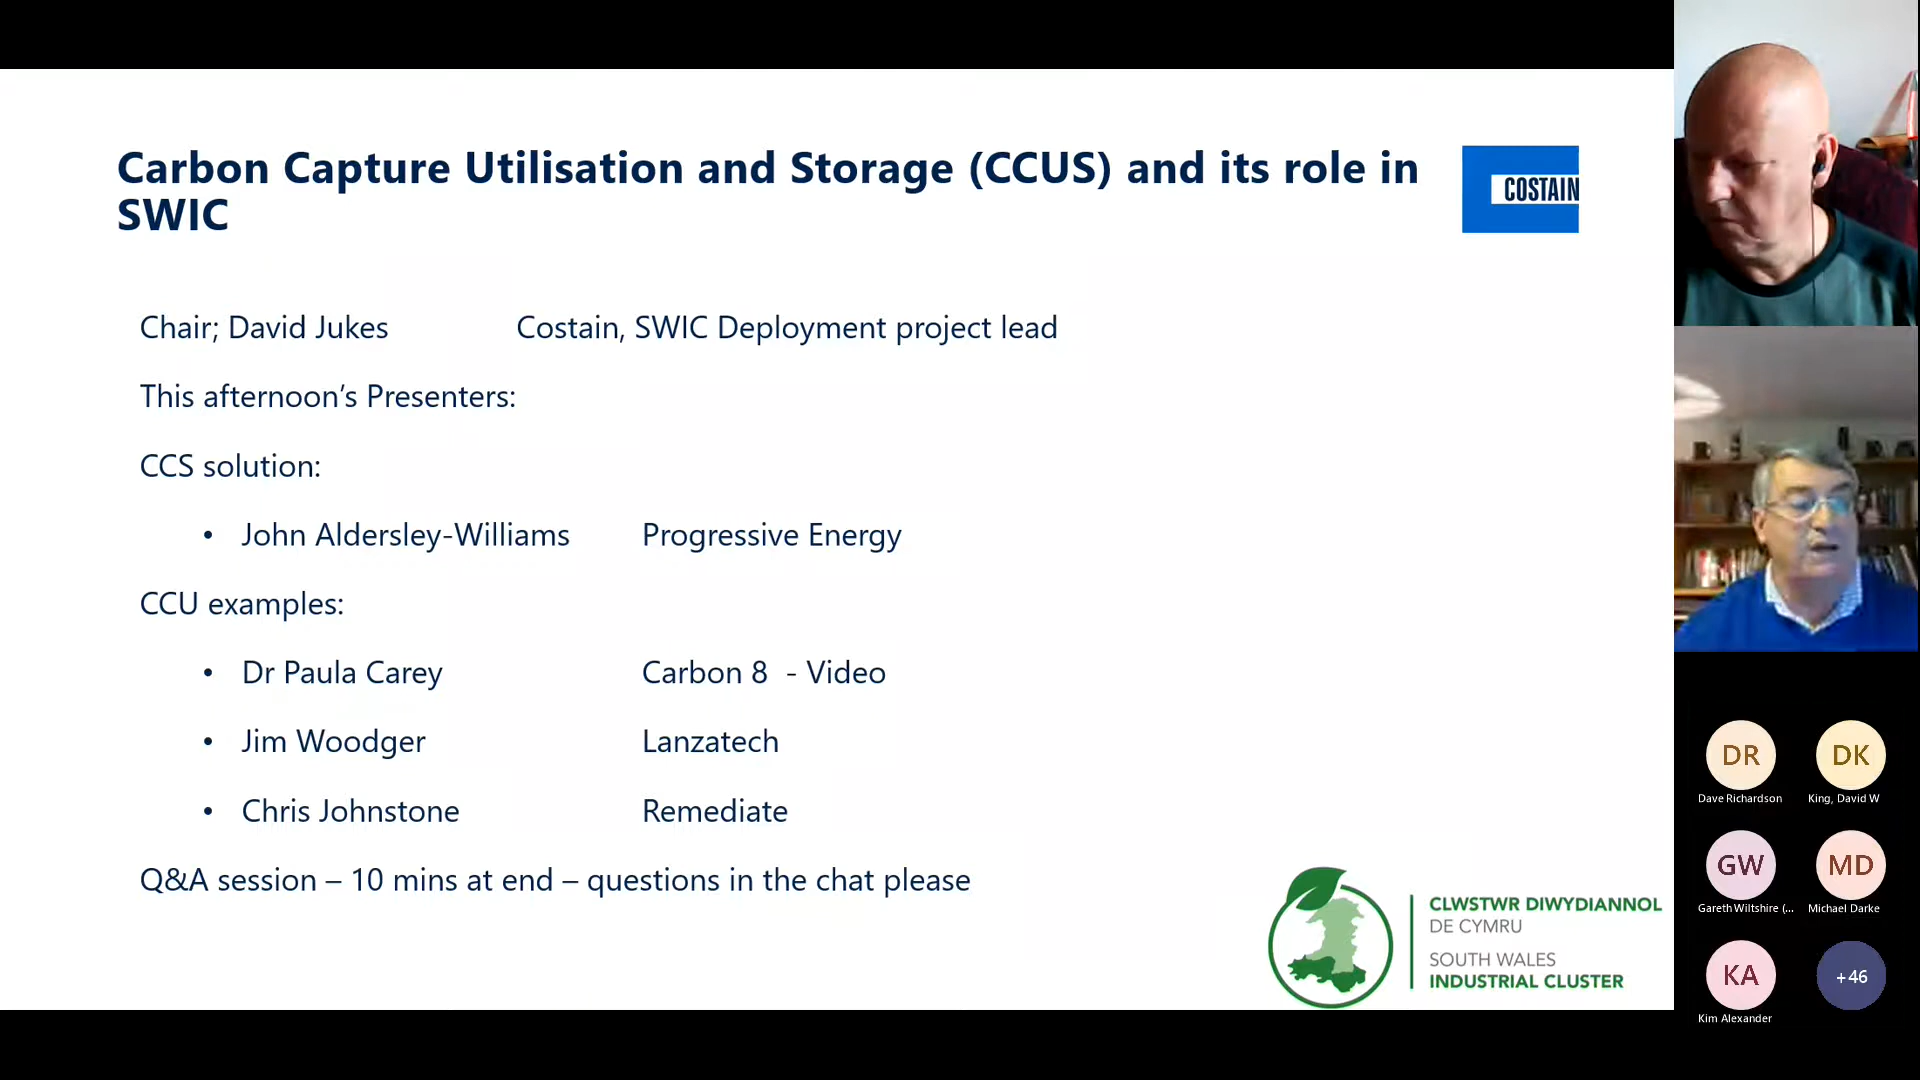 Carbon Capture Utilisation and Storage (CCUS) and its role in
SWIC
COSTAIN
Chair; David Jukes Costain, SWIC Deployment project lead
This afternoon’s Presenters:
CCS solution:
• John Aldersley-Williams Progressive Energy
CCU examples:
• Dr Paula Carey Carbon 8 - Video
• Jim Woodger Lanzatech
• Chris Johnstone Remediate
Q&A session – 10 mins at end – questions in the chat please
CLWSTWR DIWYDIANNOL
DE CYMRU
SOUTH WALES
INDUSTRIAL CLUSTER
DR DK
Dave Richardson King, David W
GW MD
Gareth Wiltshire (... Michael Darke
KA +46
Kim Alexander